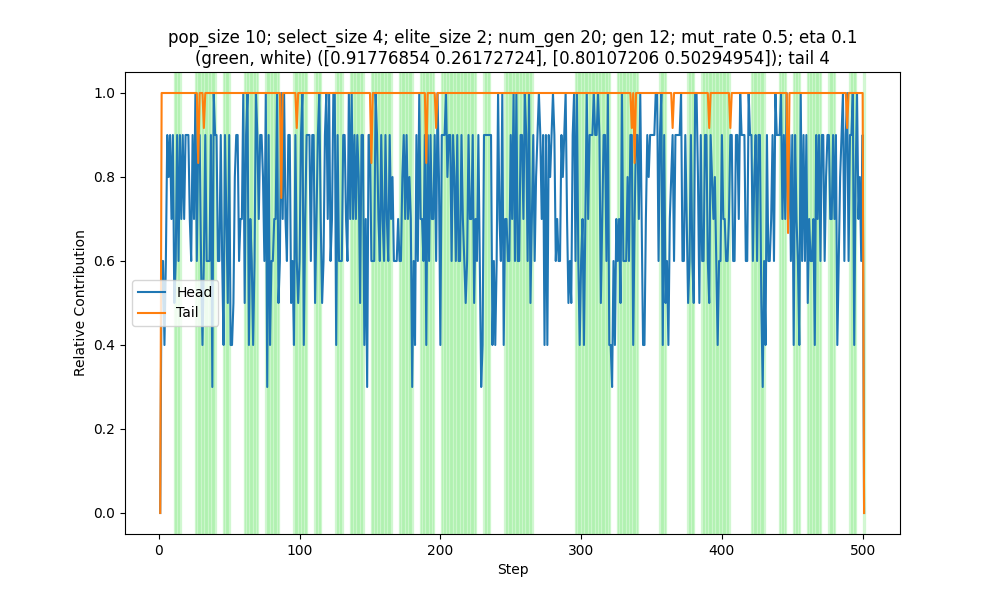 pop_size 10; select_size 4; elite_size 2; num_gen 20; gen 12; mut_rate 0.5; eta 0.1
(green, white) ([0.91776854 0.26172724], [0.80107206 0.50294954]); tail 4
1.0
0.8
0.6
0.4
0.2
0.0
Relative Contribution
Head
Tail
0
100
200
300
400
500
Step